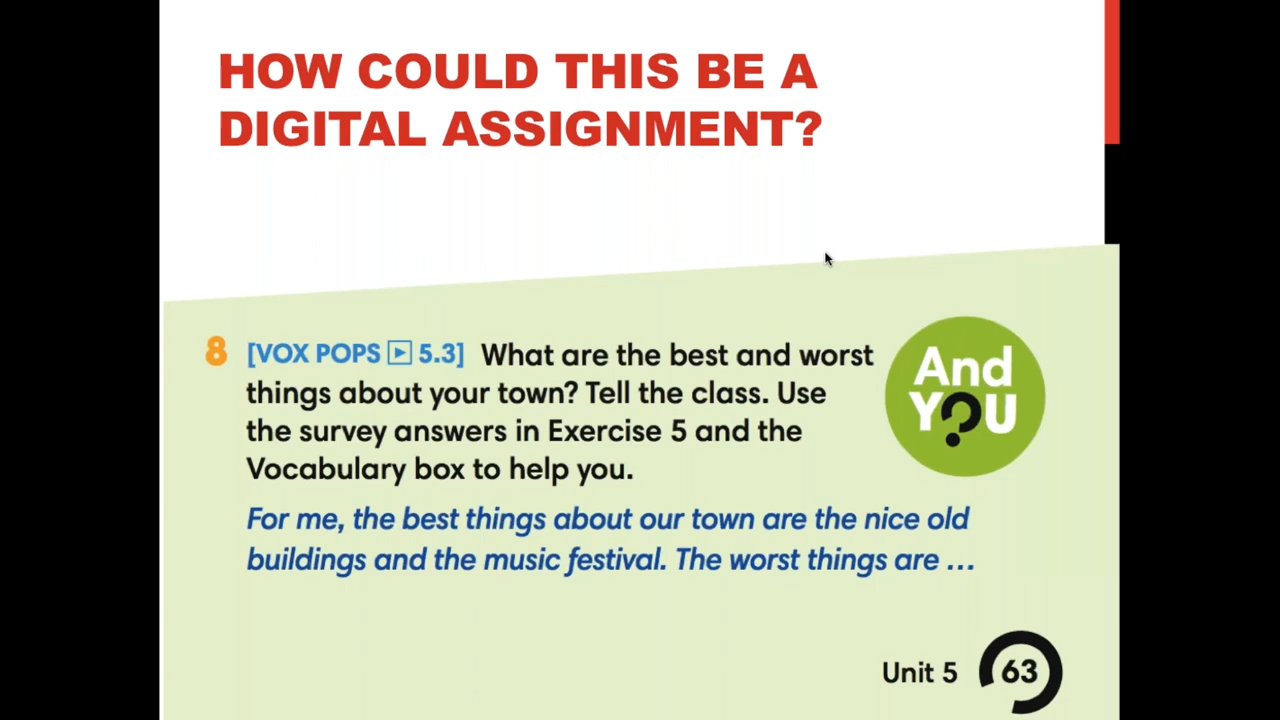 HOW COULD THIS BE A
DIGITAL ASSIGNMENT?
8 [VOX POPS ▶ 5.3] What are the best and worst
things about your town? Tell the class. Use
the survey answers in Exercise 5 and the
Vocabulary box to help you.
And
Y?U
For me, the best things about our town are the nice old
buildings and the music festival. The worst things are …
Unit 5 63